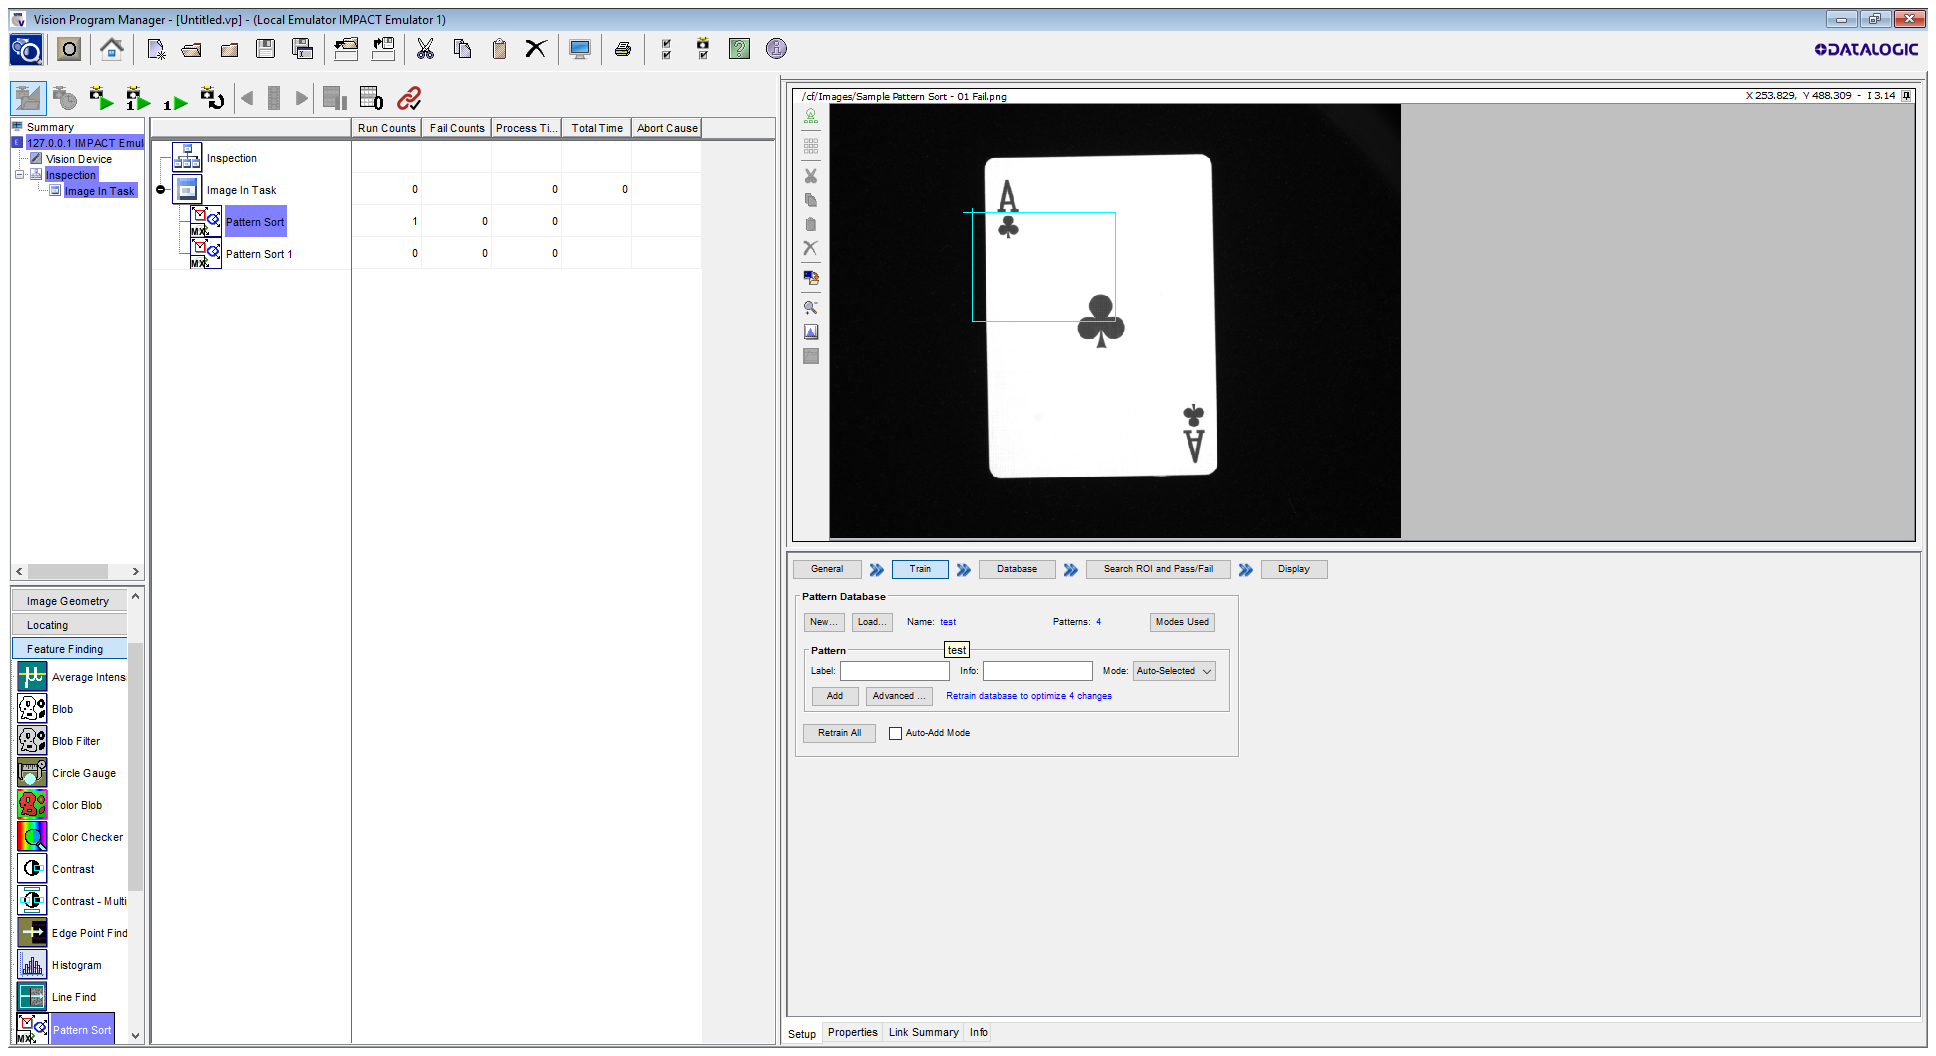 Vision Program Manager - [Untitled.vp] - (Local Emulator IMPACT Emulator 1)
DATALOGIC
Summary
127.0.0.1 IMPACT Emul
Vision Device
Inspection
Image In Task
Run Counts Fail Counts Process Ti... Total Time Abort Cause
Inspection
Image In Task 0 0 0
Pattern Sort 1 0 0
Pattern Sort 1 0 0 0
Image Geometry
Locating
Feature Finding
Average Intens
Blob
Blob Filter
Circle Gauge
Color Blob
Color Checker
Contrast
Contrast - Multi
Edge Point Find
Histogram
Line Find
Pattern Sort
/cf/Images/Sample Pattern Sort - 01 Fail.png X 253.829, Y 488.309 - I 3.14
A
A
General Train Database Search ROI and Pass/Fail Display
Pattern Database
New... Load... Name: test Patterns: 4 Modes Used
Pattern test
Label: Info: Mode: Auto-Selected
Add Advanced ... Retrain database to optimize 4 changes
Retrain All Auto-Add Mode
Setup Properties Link Summary Info